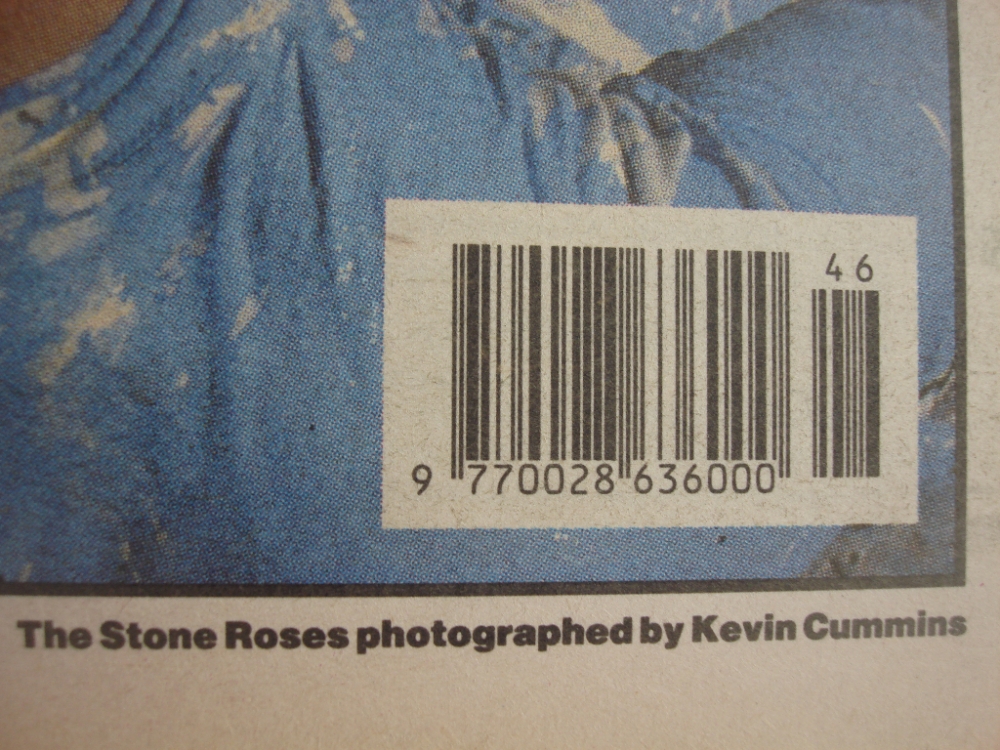 46
9 770028 636000
The Stone Roses photographed by Kevin Cummins